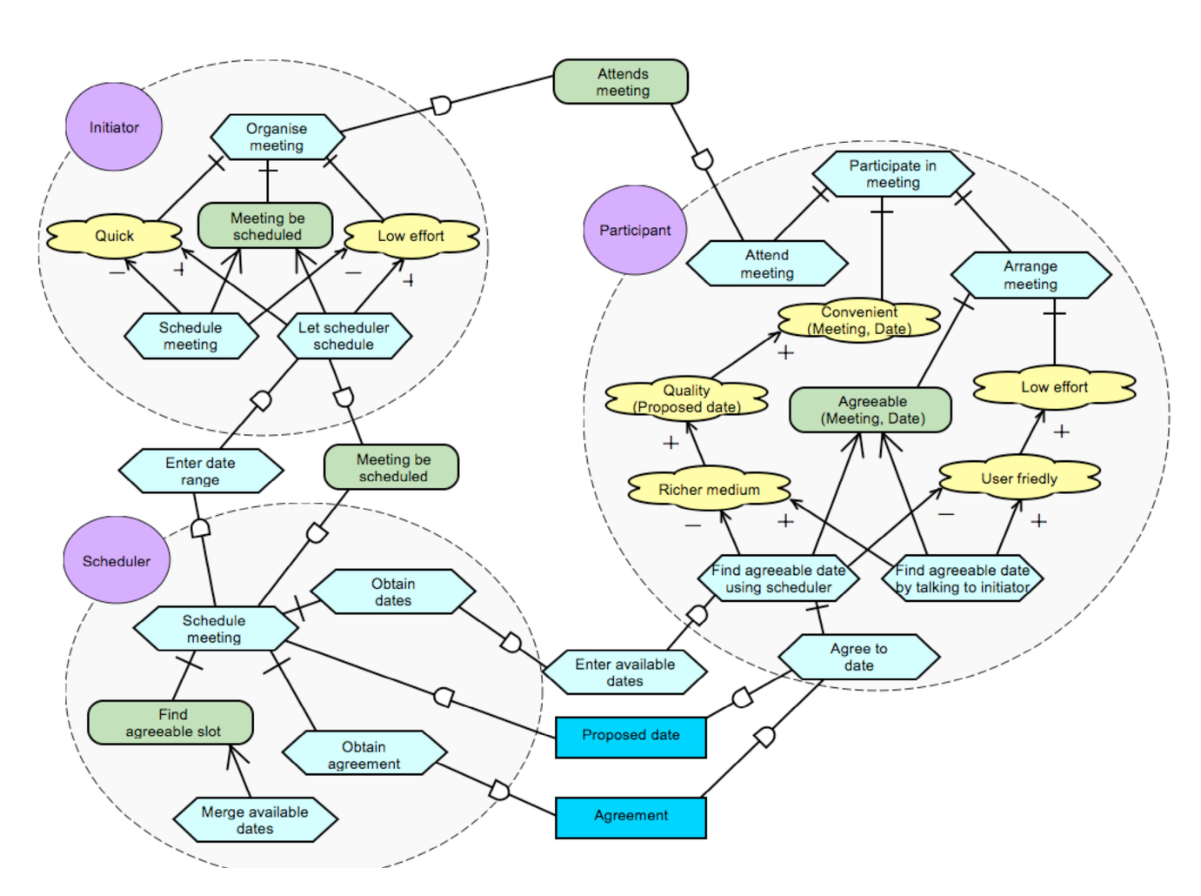 Attends
meeting
Initiator
Organise
meeting
Participate in
meeting
Quick
Meeting be
scheduled
Low effort
Participant
Attend
meeting
Arrange
meeting
Schedule
meeting
Let scheduler
schedule
Convenient
(Meeting, Date)
Quality
(Proposed date)
Agreeable
(Meeting, Date)
Low effort
Enter date
range
Meeting be
scheduled
Richer medium
User friedly
Scheduler
Obtain
dates
Find agreeable date
using scheduler
Find agreeable date
by talking to initiator
Schedule
meeting
Enter available
dates
Agree to
date
Find
agreeable slot
Obtain
agreement
Proposed date
Merge available
dates
Agreement